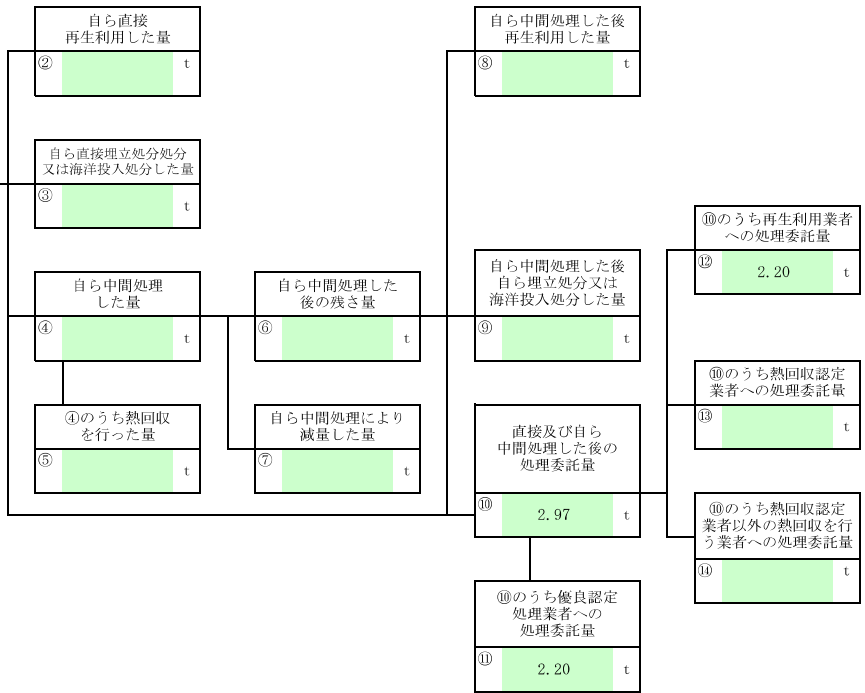 自ら直接
再生利用した量
② t
自ら直接埋立処分処分
又は海洋投入処分した量
③ t
自ら中間処理
した量
④ t
④のうち熱回収
を行った量
⑤ t
自ら中間処理した
後の残さ量
⑥ t
自ら中間処理により
減量した量
⑦ t
自ら中間処理した後
再生利用した量
⑧ t
自ら中間処理した後
自ら埋立処分又は
海洋投入処分した量
⑨ t
直接及び自ら
中間処理した後の
処理委託量
⑩ 2.97 t
⑩のうち優良認定
処理業者への
処理委託量
⑪ 2.20 t
⑩のうち再生利用業者
への処理委託量
⑫ 2.20 t
⑩のうち熱回収認定
業者への処理委託量
⑬ t
⑩のうち熱回収認定
業者以外の熱回収を行
う業者への処理委託量
⑭ t